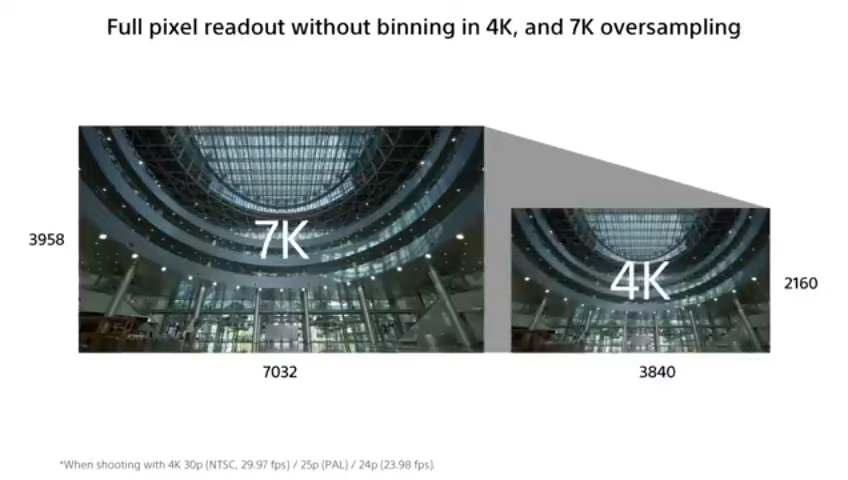 Full pixel readout without binning in 4K, and 7K oversampling
7K
3958
7032
4K
2160
3840
*When shooting with 4K 30p (NTSC, 29.97 fps) / 25p (PAL) / 24p (23.98 fps).